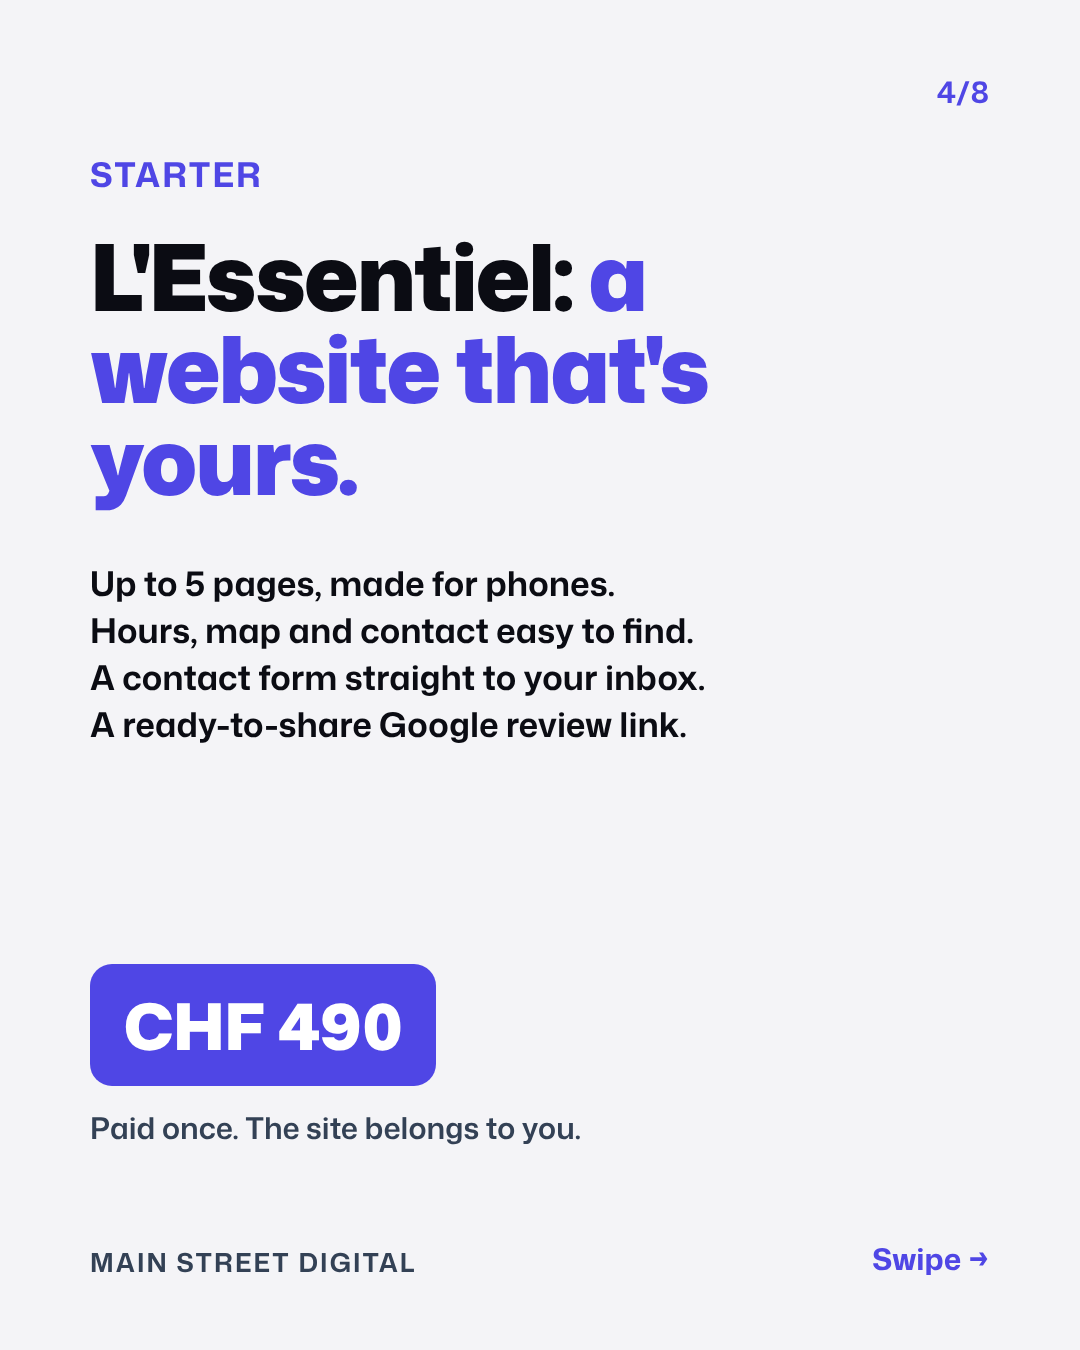 4/8
STARTER
L'Essentiel: a
website that's
yours.
Up to 5 pages, made for phones.
Hours, map and contact easy to find.
A contact form straight to your inbox.
A ready-to-share Google review link.
CHF 490
Paid once. The site belongs to you.
MAIN STREET DIGITAL
Swipe →